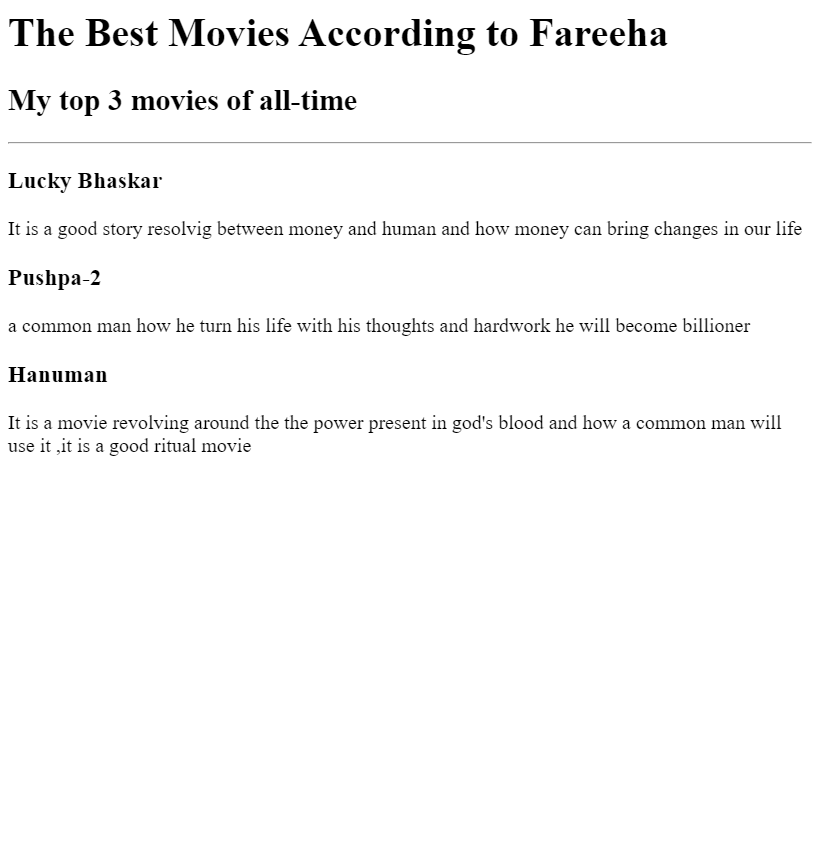 The Best Movies According to Fareeha
My top 3 movies of all-time
Lucky Bhaskar
It is a good story resolvig between money and human and how money can bring changes in our life
Pushpa-2
a common man how he turn his life with his thoughts and hardwork he will become billioner
Hanuman
It is a movie revolving around the the power present in god's blood and how a common man will
use it ,it is a good ritual movie